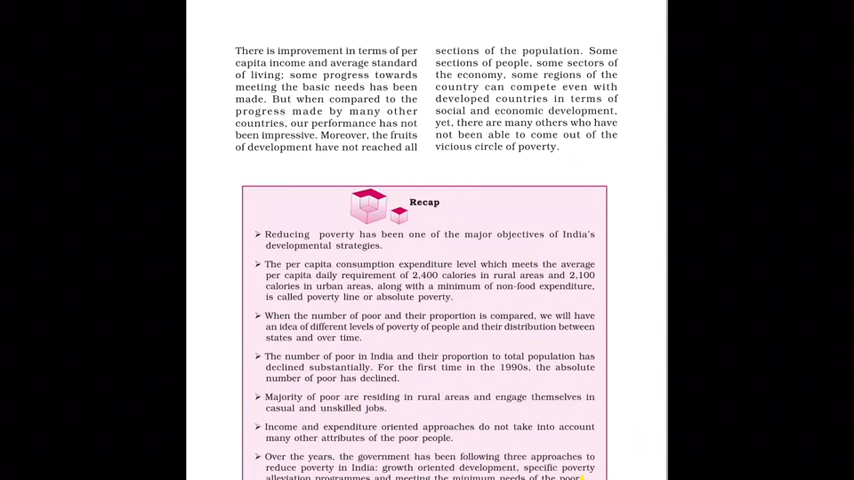 There is improvement in terms of per
capita income and average standard
of living; some progress towards
meeting the basic needs has been
made. But when compared to the
progress made by many other
countries, our performance has not
been impressive. Moreover, the fruits
of development have not reached all
sections of the population. Some
sections of people, some sectors of
the economy, some regions of the
country can compete even with
developed countries in terms of
social and economic development,
yet, there are many others who have
not been able to come out of the
vicious circle of poverty.
Recap
➢ Reducing poverty has been one of the major objectives of India's
developmental strategies.
➢ The per capita consumption expenditure level which meets the average
per capita daily requirement of 2,400 calories in rural areas and 2,100
calories in urban areas, along with a minimum of non-food expenditure,
is called poverty line or absolute poverty.
➢ When the number of poor and their proportion is compared, we will have
an idea of different levels of poverty of people and their distribution between
states and over time.
➢ The number of poor in India and their proportion to total population has
declined substantially. For the first time in the 1990s, the absolute
number of poor has declined.
➢ Majority of poor are residing in rural areas and engage themselves in
casual and unskilled jobs.
➢ Income and expenditure oriented approaches do not take into account
many other attributes of the poor people.
➢ Over the years, the government has been following three approaches to
reduce poverty in India: growth oriented development, specific poverty
alleviation programmes and meeting the minimum needs of the poor